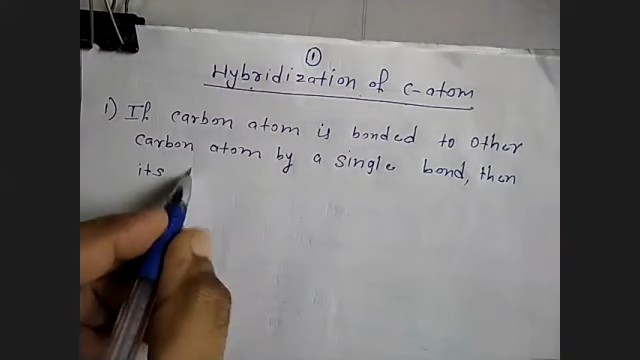 ①
Hybridization of c-atom
1) If carbon atom is bonded to other
carbon atom by a single bond, then
its